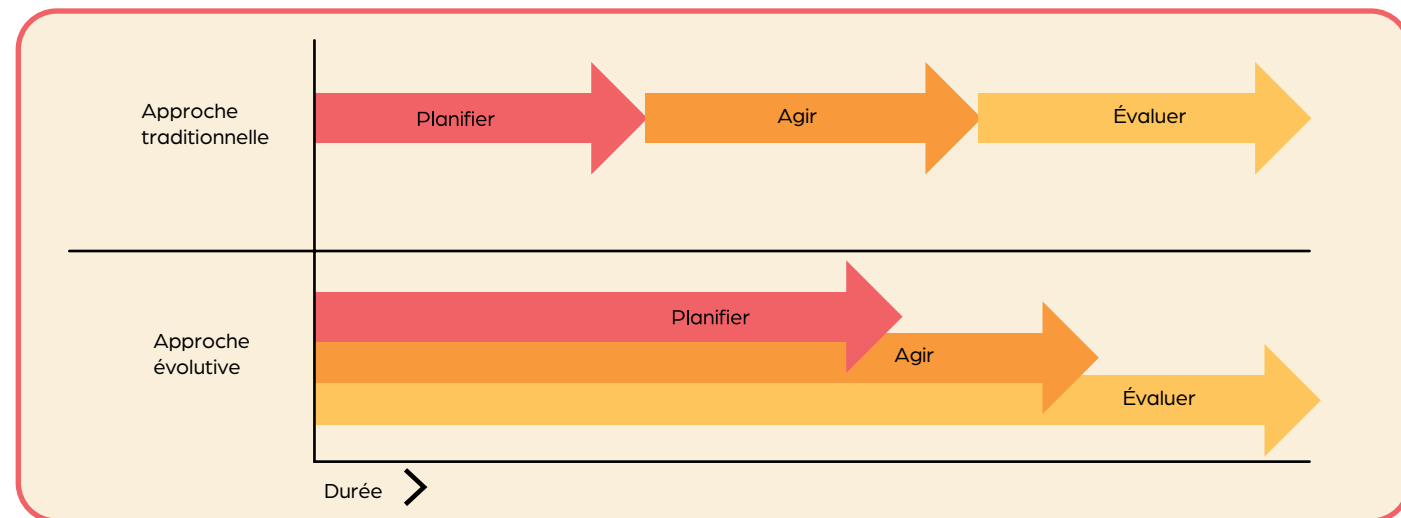 Approche
traditionnelle
Planifier
Agir
Évaluer
Approche
évolutive
Planifier
Agir
Évaluer
Durée